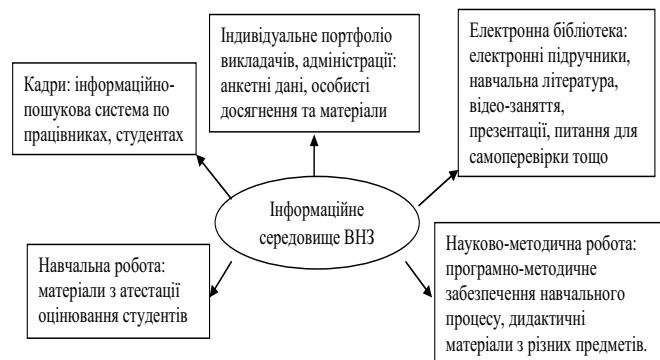 Індивідуальне портфоліо
викладачів, адміністрації:
анкетні дані, особисті
досягнення та матеріали
Електронна бібліотека:
електронні підручники,
навчальна література,
відео-заняття,
презентації, питання для
самоперевірки тощо
Кадри: інформаційно-
пошукова система по
працівниках, студентах
Інформаційне
середовище ВНЗ
Навчальна робота:
матеріали з атестації
оцінювання студентів
Науково-методична робота:
програмно-методичне
забезпечення навчального
процесу, дидактичні
матеріали з різних предметів.